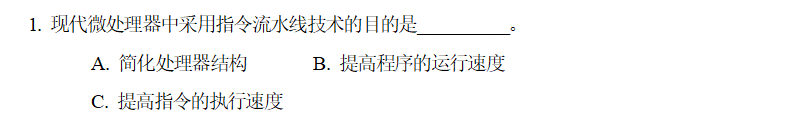 1. 现代微处理器中采用指令流水线技术的目的是__________。
A. 简化处理器结构 B. 提高程序的运行速度
C. 提高指令的执行速度